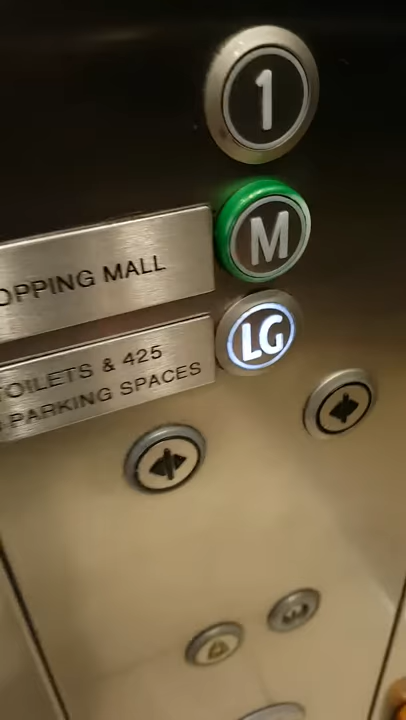 1
M
OPPING MALL
LG
TOILETS & 425
PARKING SPACES